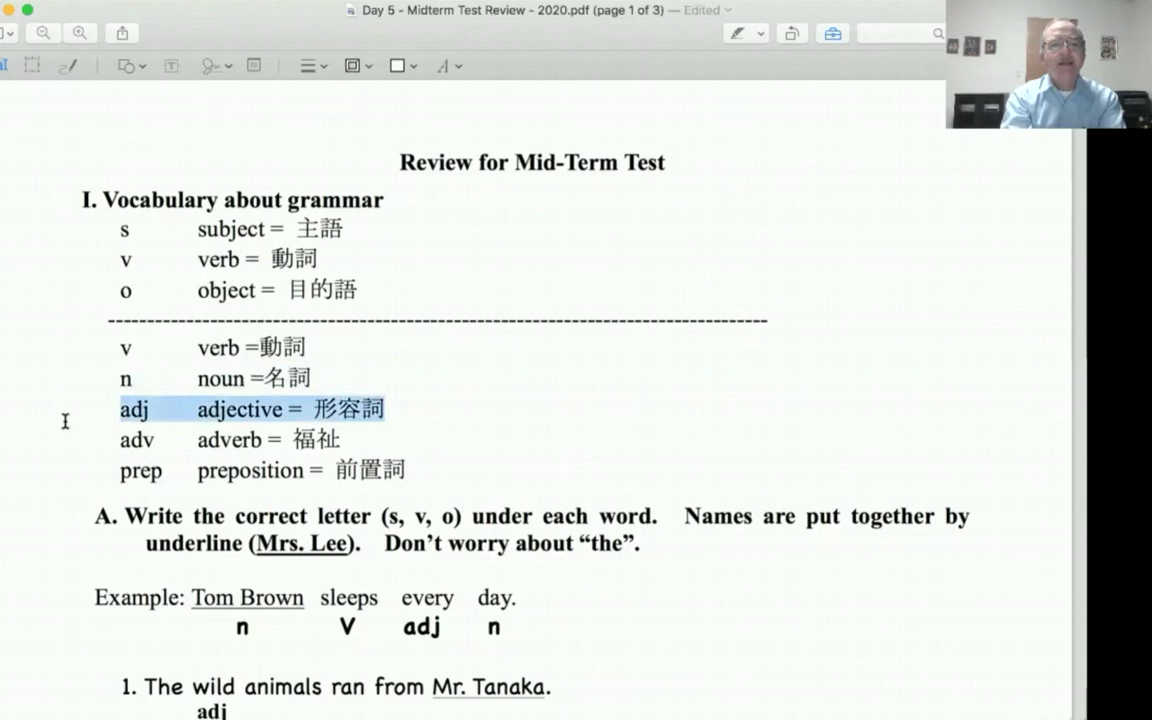 Day 5 - Midterm Test Review - 2020.pdf (page 1 of 3) — Edited
Review for Mid-Term Test
I. Vocabulary about grammar
s subject = 主語
v verb = 動詞
o object = 目的語
v verb =動詞
n noun =名詞
adj adjective = 形容詞
adv adverb = 福祉
prep preposition = 前置詞
A. Write the correct letter (s, v, o) under each word. Names are put together by
underline (Mrs. Lee). Don't worry about “the”.
Example: Tom Brown sleeps every day.
n V adj n
1. The wild animals ran from Mr. Tanaka.
adj